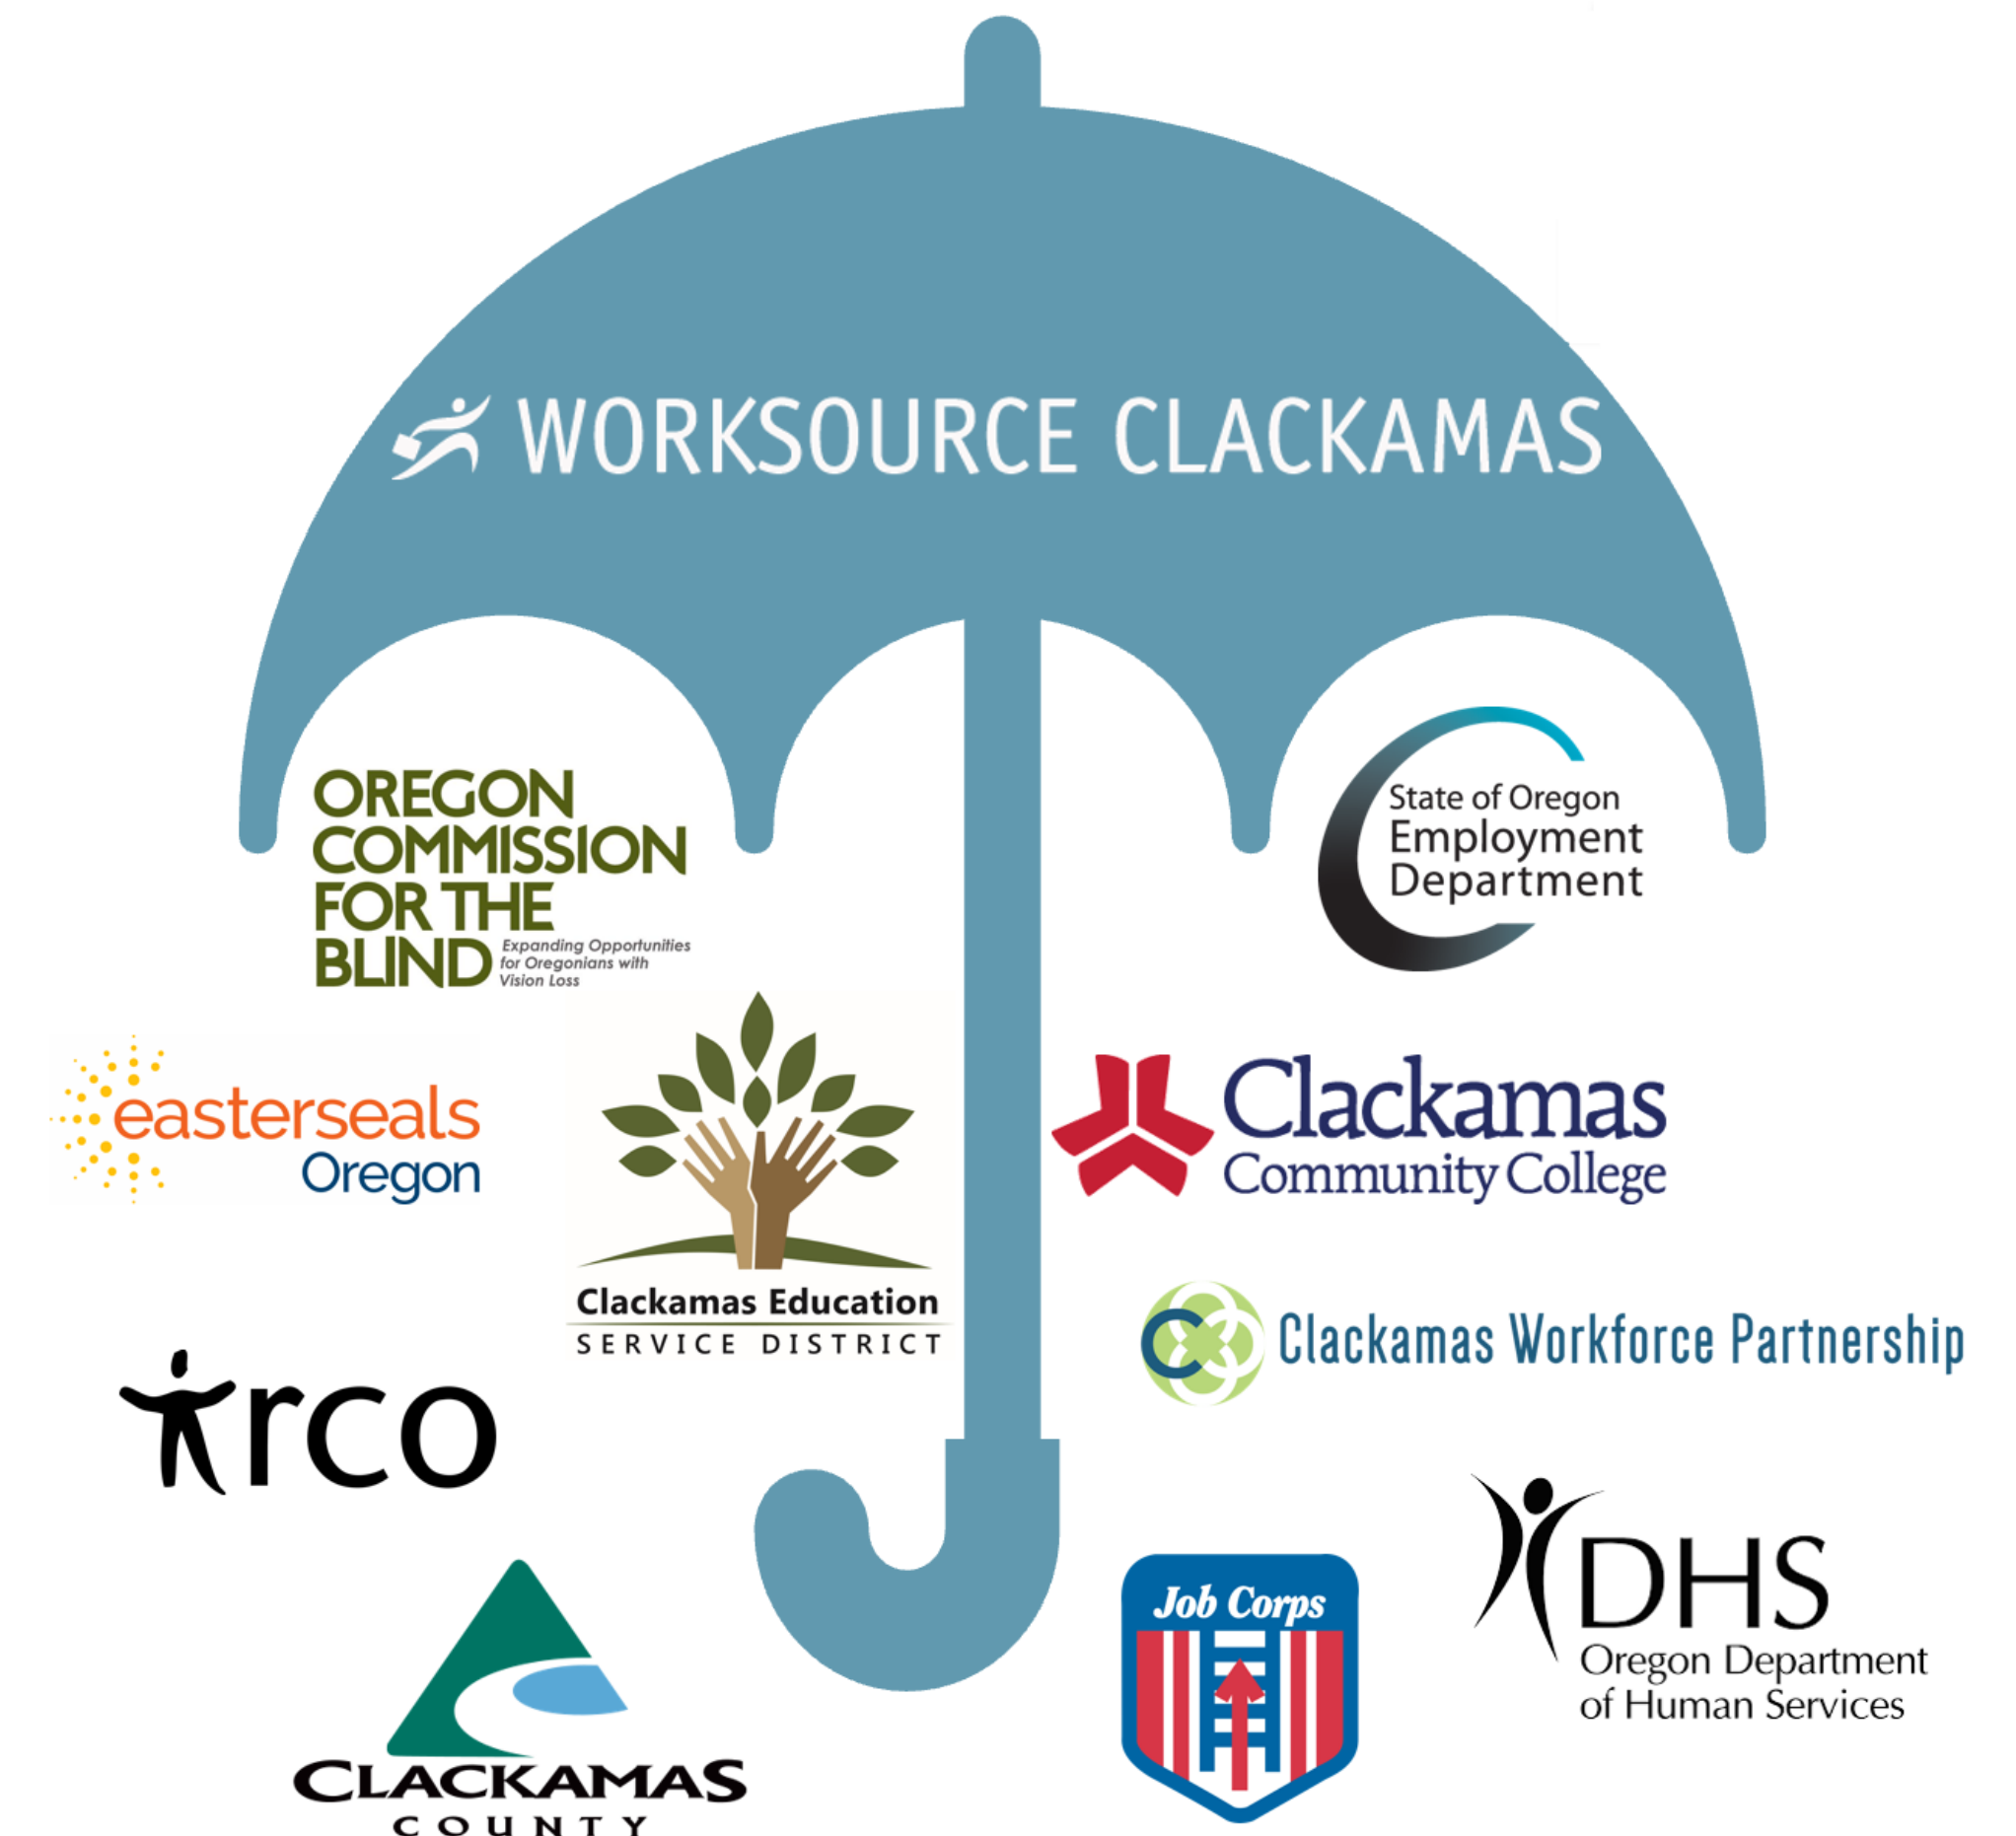 WORKSOURCE CLACKAMAS
OREGON
COMMISSION
FOR THE
BLIND
Expanding Opportunities
for Oregonians with
Vision Loss
State of Oregon
Employment
Department
easterseals
Oregon
Clackamas Education
SERVICE DISTRICT
Clackamas
Community College
Clackamas Workforce Partnership
irco
DHS
Oregon Department
of Human Services
Job Corps
CLACKAMAS
COUNTY